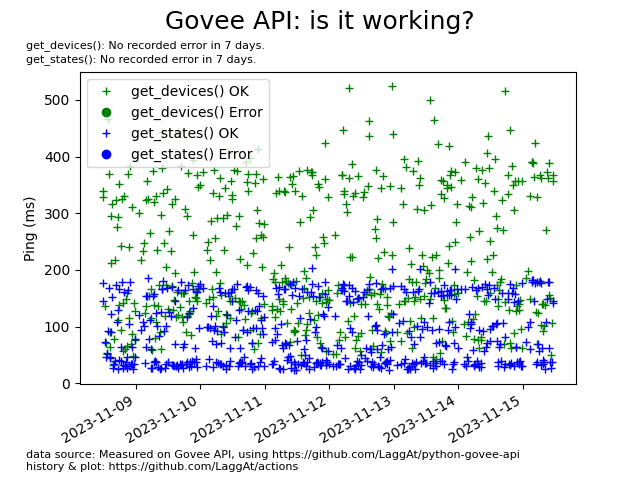 Govee API: is it working?
get_devices(): No recorded error in 7 days.
get_states(): No recorded error in 7 days.
get_devices() OK
get_devices() Error
get_states() OK
get_states() Error
Ping (ms)
500
400
300
200
100
0
2023-11-09
2023-11-10
2023-11-11
2023-11-12
2023-11-13
2023-11-14
2023-11-15
data source: Measured on Govee API, using https://github.com/LaggAt/python-govee-api
history & plot: https://github.com/LaggAt/actions